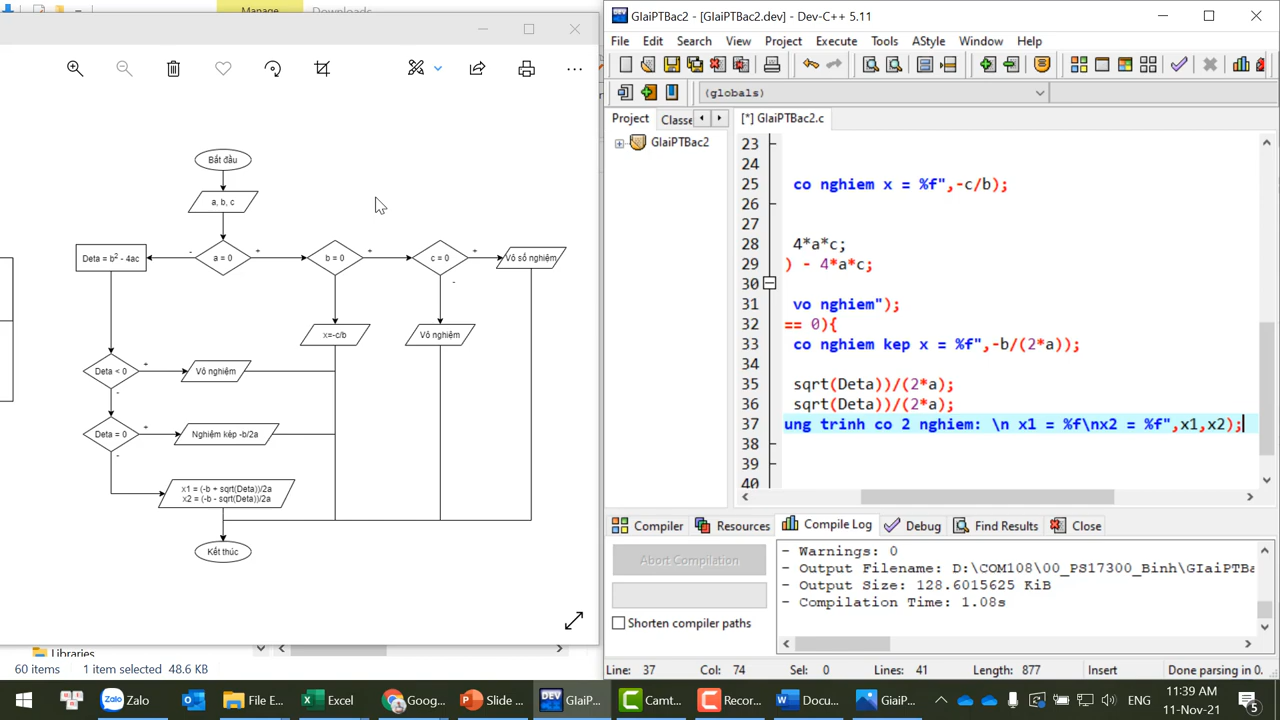 Manage
Downloads
Bắt đầu
a, b, c
Deta = b² - 4ac
-
a = 0
+
b = 0
+
c = 0
+
Vô số nghiệm
-
x=-c/b
Vô nghiệm
Deta < 0
+
Vô nghiệm
-
Deta = 0
+
Nghiệm kép -b/2a
-
x1 = (-b + sqrt(Deta))/2a
x2 = (-b - sqrt(Deta))/2a
Kết thúc
Libraries
60 items 1 item selected 48.6 KB
GIaiPTBac2 - [GIaiPTBac2.dev] - Dev-C++ 5.11
File Edit Search View Project Execute Tools AStyle Window Help
(globals)
Project Classe
GIaiPTBac2
[*] GIaiPTBac2.c
23
24
25 co nghiem x = %f",-c/b);
26
27
28 4*a*c;
29 ) - 4*a*c;
30
31 vo nghiem");
32 == 0){
33 co nghiem kep x = %f",-b/(2*a));
34
35 sqrt(Deta))/(2*a);
36 sqrt(Deta))/(2*a);
37 ung trinh co 2 nghiem: \n x1 = %f\nx2 = %f",x1,x2);
38
39
40
Compiler Resources Compile Log Debug Find Results Close
Abort Compilation
Shorten compiler paths
- Warnings: 0
- Output Filename: D:\COM108\00_PS17300_Binh\GIaiPTBa
- Output Size: 128.6015625 KiB
- Compilation Time: 1.08s
Line: 37 Col: 74 Sel: 0 Lines: 41 Length: 877 Insert Done parsing in 0.
Zalo
File E...
Excel
Goog...
Slide ...
DEV
GIaiP...
Camt...
Recor...
Docu...
GiaiP...
ENG
11:39 AM
11-Nov-21
5